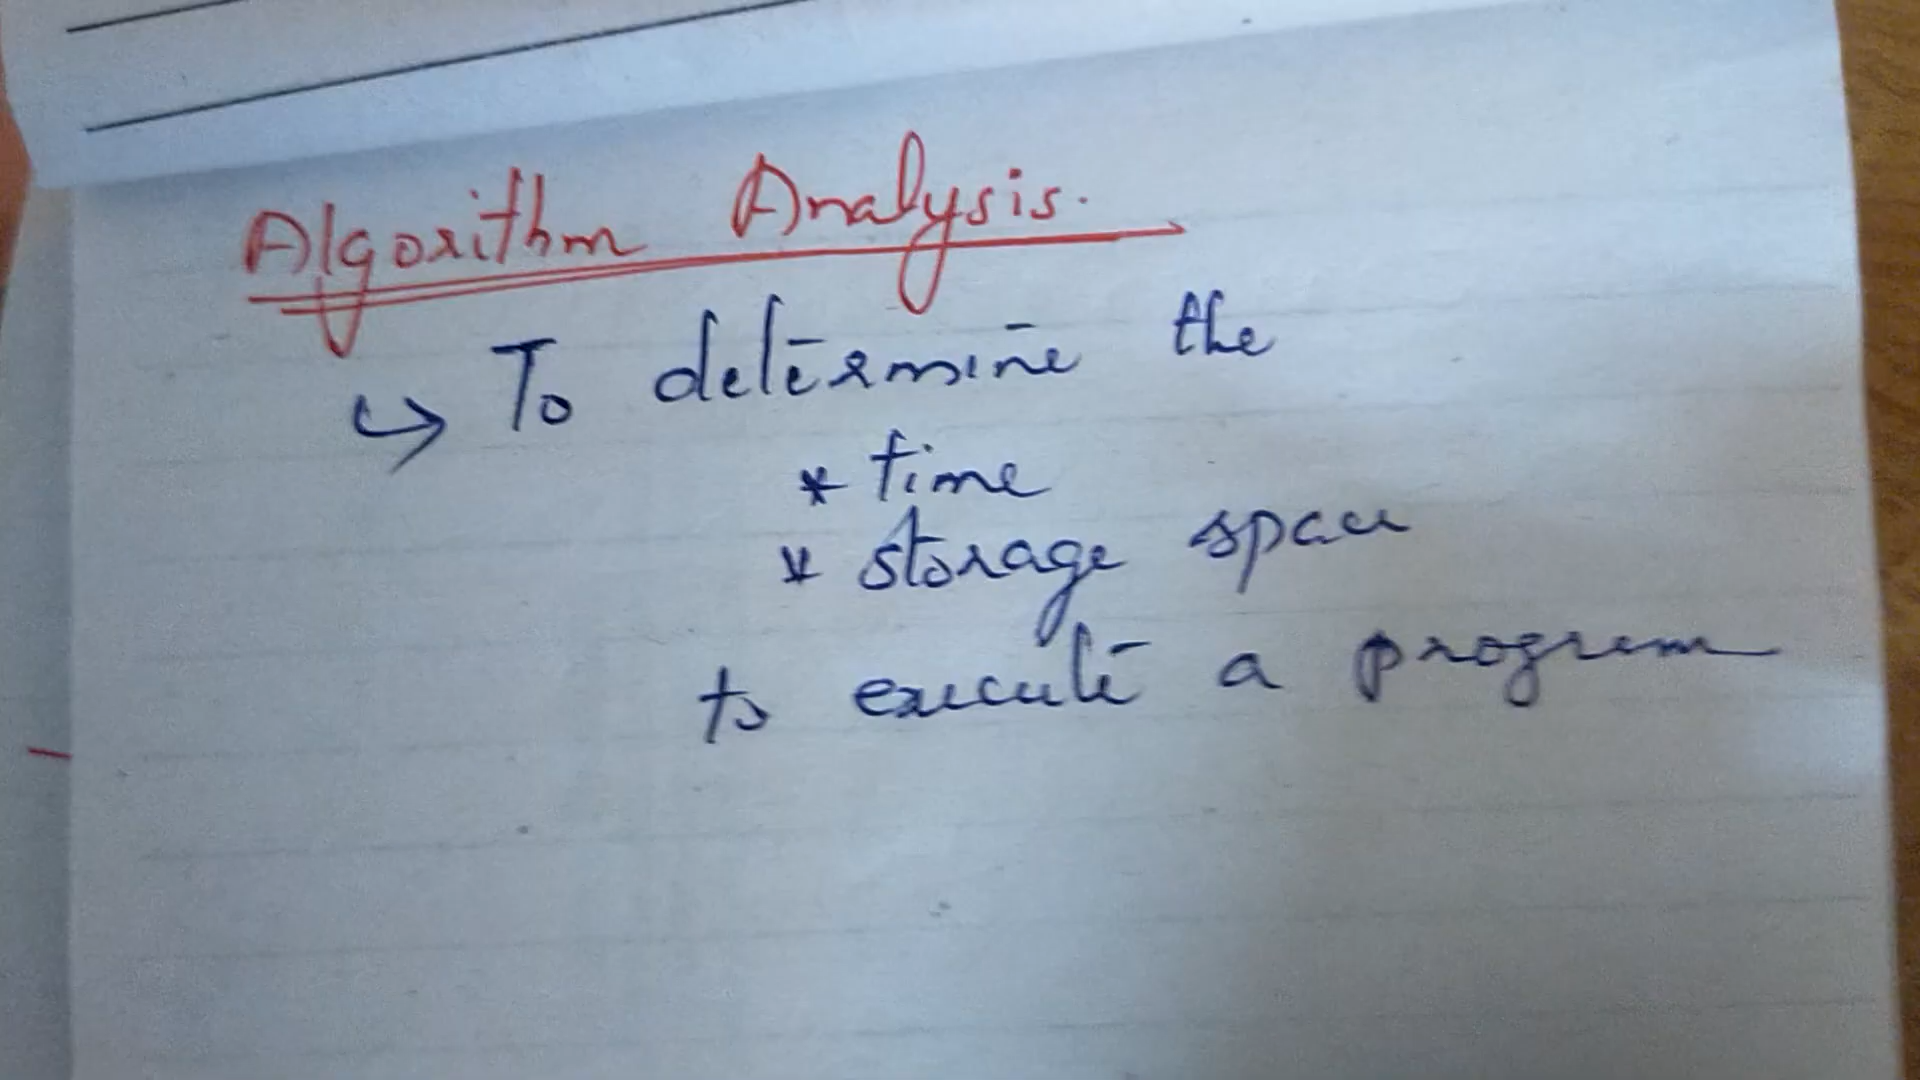 Algorithm Analysis.
↳ To determine the
* time
* storage space
to execute a program